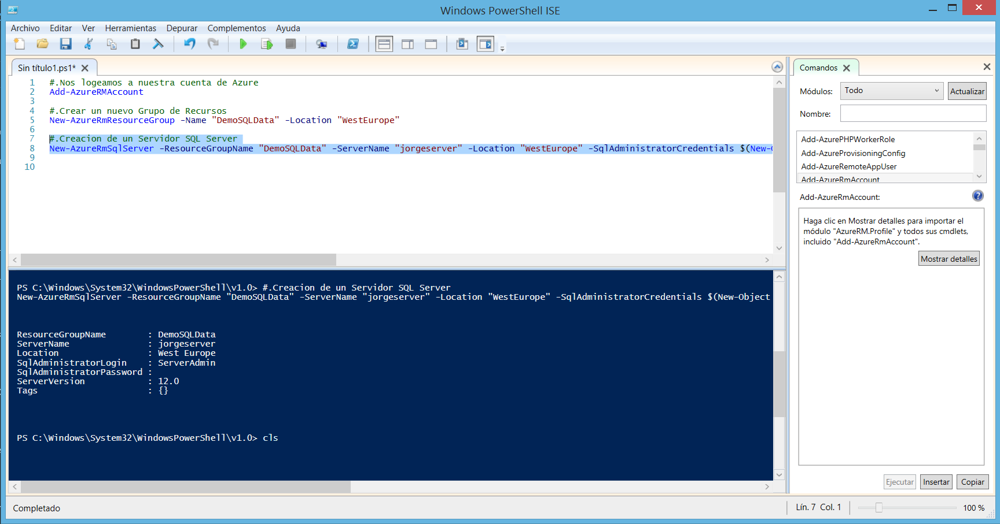 Windows PowerShell ISE
Archivo Editar Ver Herramientas Depurar Complementos Ayuda
Sin título1.ps1*
1 #.Nos logeamos a nuestra cuenta de Azure
2 Add-AzureRMAccount
3
4 #.Crear un nuevo Grupo de Recursos
5 New-AzureRmResourceGroup -Name "DemoSQLData" -Location "WestEurope"
6
7 #.Creacion de un Servidor SQL Server
8 New-AzureRmSqlServer -ResourceGroupName "DemoSQLData" -ServerName "jorgeserver" -Location "WestEurope" -SqlAdministratorCredentials $(New-
9
10
PS C:\Windows\System32\WindowsPowerShell\v1.0> #.Creacion de un Servidor SQL Server
New-AzureRmSqlServer -ResourceGroupName "DemoSQLData" -ServerName "jorgeserver" -Location "WestEurope" -SqlAdministratorCredentials $(New-Object
ResourceGroupName : DemoSQLData
ServerName : jorgeserver
Location : West Europe
SqlAdministratorLogin : ServerAdmin
SqlAdministratorPassword :
ServerVersion : 12.0
Tags : {}
PS C:\Windows\System32\WindowsPowerShell\v1.0> cls
Comandos
Módulos: Todo Actualizar
Nombre:
Add-AzurePHPWorkerRole
Add-AzureProvisioningConfig
Add-AzureRemoteAppUser
Add-AzureRmAccount
Add-AzureRmAccount:
Haga clic en Mostrar detalles para importar el
módulo "AzureRM.Profile" y todos sus cmdlets,
incluido "Add-AzureRmAccount".
Mostrar detalles
Ejecutar Insertar Copiar
Completado
Lín. 7 Col. 1
100 %